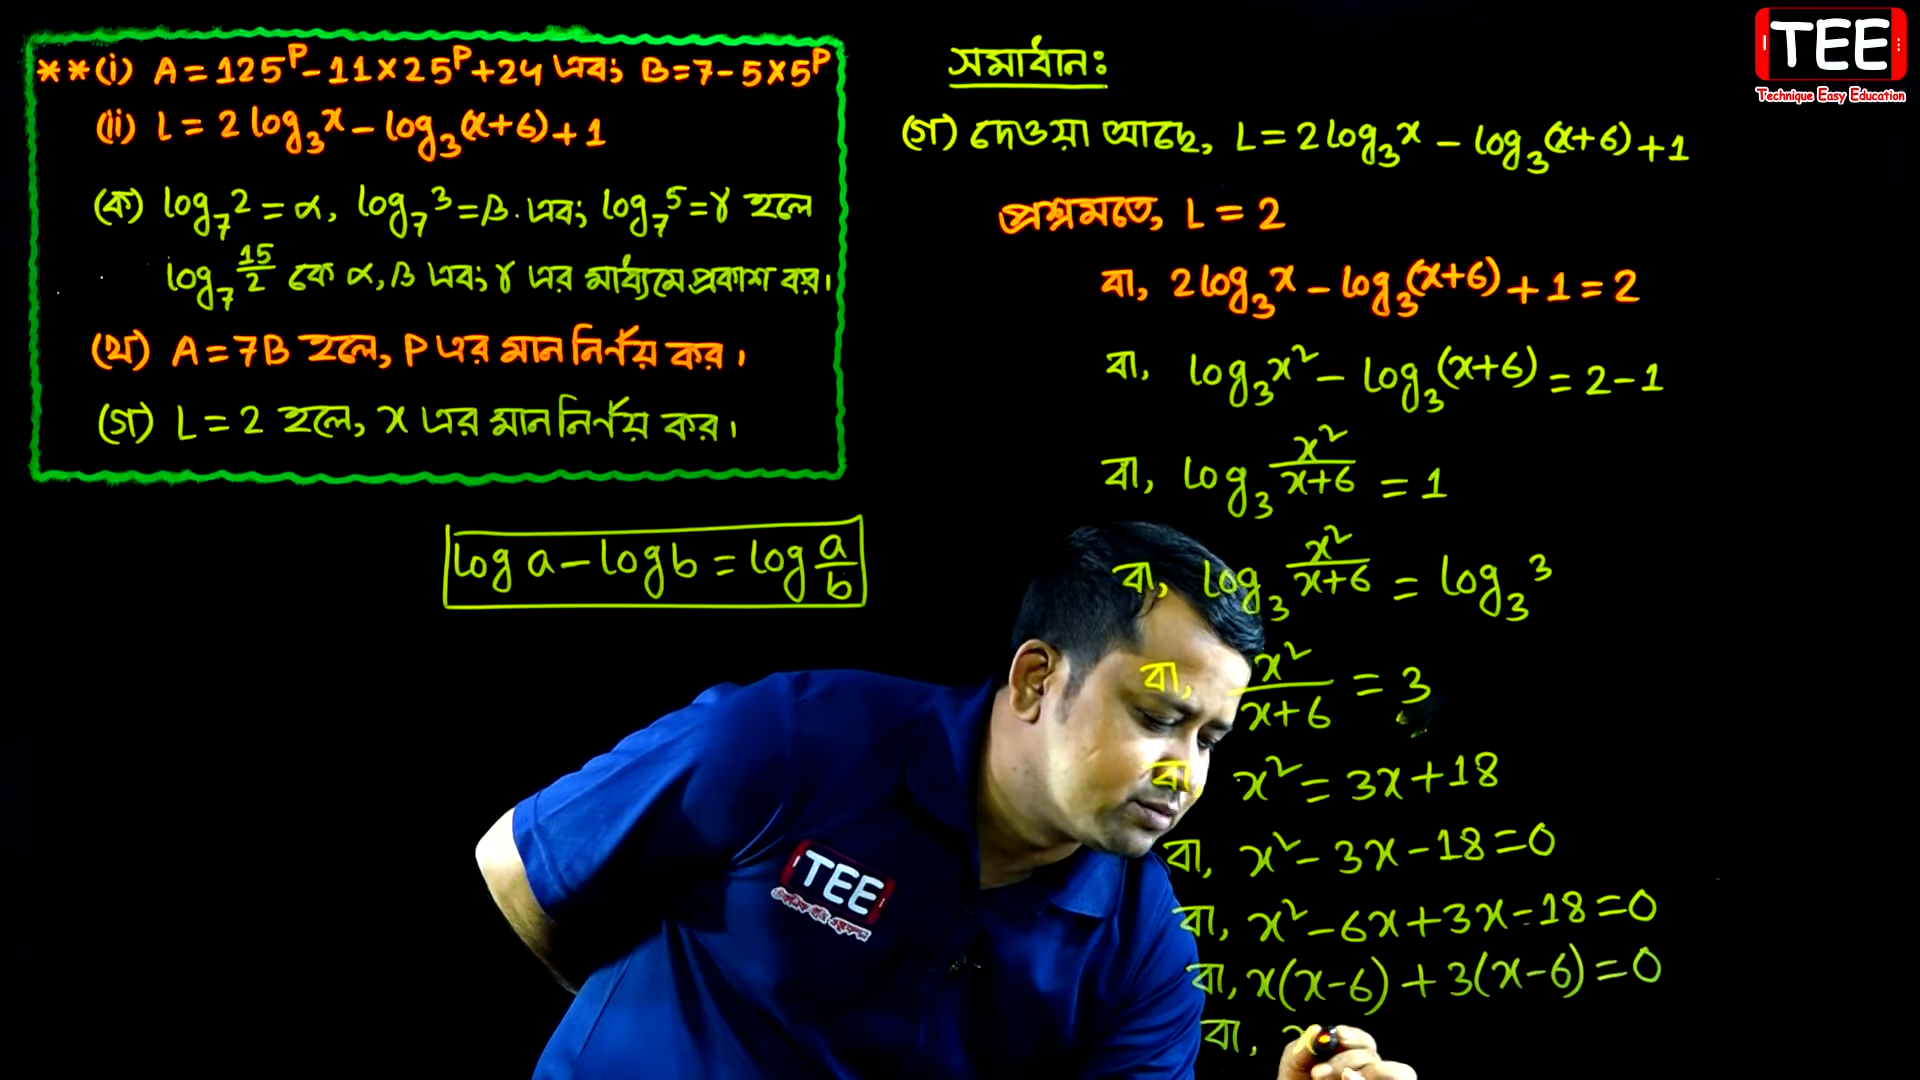 **(i) A=125^P-11×25^P+24 এবং B=7-5×5^P
(ii) L = 2 log₃x - log₃(x+6)+1
(ক) log₇2 = α, log₇3 = β এবং log₇5 = γ হলে
log₇ 15/2 কে α, β এবং γ এর মাধ্যমে প্রকাশ কর।
(খ) A = 7B হলে, P এর মান নির্ণয় কর।
(গ) L = 2 হলে, x এর মান নির্ণয় কর।
log a - log b = log a/b
সমাধানঃ
(গ) দেওয়া আছে, L = 2log₃x - log₃(x+6)+1
প্রশ্নমতে, L = 2
বা, 2log₃x - log₃(x+6)+1=2
বা, log₃x² - log₃(x+6) = 2-1
বা, log₃ x²/x+6 = 1
বা, log₃ x²/x+6 = log₃3
বা, x²/x+6 = 3
বা x² = 3x+18
বা, x²-3x-18=0
বা, x²-6x+3x-18=0
বা, x(x-6)+3(x-6)=0
বা, x
TEE
Technique Easy Education
TEE